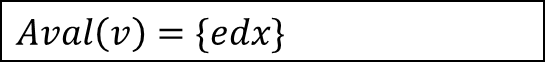 Aval(v) = {edx}